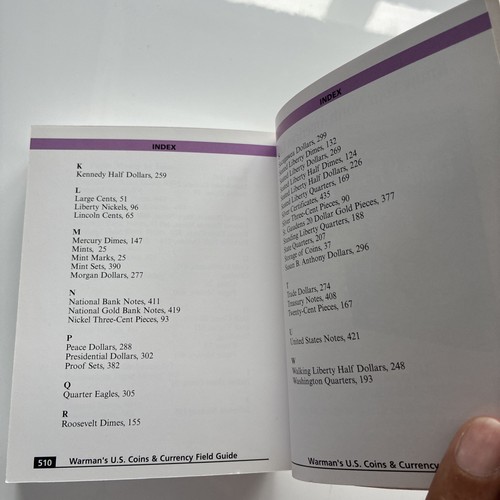 INDEX
K
Kennedy Half Dollars, 259
L
Large Cents, 51
Liberty Nickels, 96
Lincoln Cents, 65
M
Mercury Dimes, 147
Mints, 25
Mint Marks, 25
Mint Sets, 390
Morgan Dollars, 277
N
National Bank Notes, 411
National Gold Bank Notes, 419
Nickel Three-Cent Pieces, 93
P
Peace Dollars, 288
Presidential Dollars, 302
Proof Sets, 382
Q
Quarter Eagles, 305
R
Roosevelt Dimes, 155
510 Warman's U.S. Coins & Currency Field Guide
INDEX
Dollars, 299
Liberty Dimes, 132
Liberty Dollars, 269
Liberty Half Dimes, 124
Liberty Half Dollars, 226
Liberty Quarters, 169
Certificates, 435
Three-Cent Pieces, 90
Gaudens 20 Dollar Gold Pieces, 377
Standing Liberty Quarters, 188
State Quarters, 207
Storage of Coins, 37
Susan B. Anthony Dollars, 296
T
Trade Dollars, 274
Treasury Notes, 408
Twenty-Cent Pieces, 167
U
United States Notes, 421
W
Walking Liberty Half Dollars, 248
Washington Quarters, 193
Warman's U.S. Coins & Currency